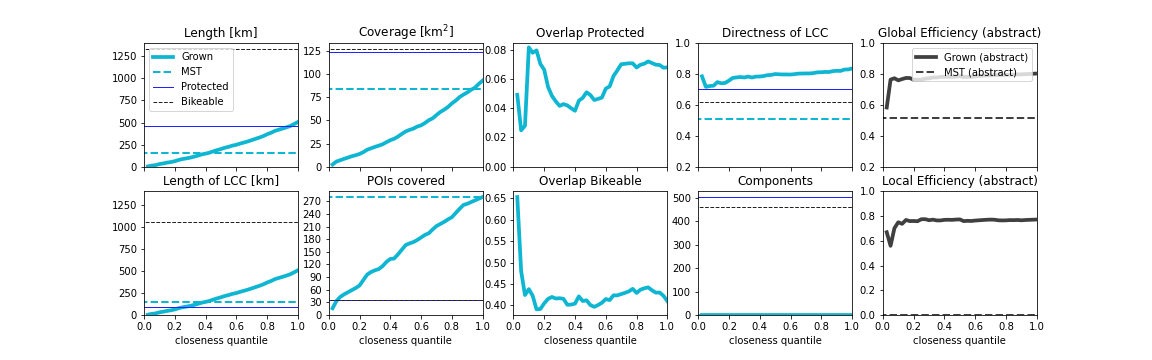 Length [km]
1250
1000
750
500
250
0
Grown
MST
Protected
Bikeable
Coverage [km²]
125
100
75
50
25
0
Overlap Protected
0.08
0.06
0.04
0.02
0.00
Directness of LCC
1.0
0.8
0.6
0.4
0.2
Global Efficiency (abstract)
1.0
0.8
0.6
0.4
0.2
Grown (abstract)
MST (abstract)
Length of LCC [km]
1250
1000
750
500
250
0
0.0 0.2 0.4 0.6 0.8 1.0
closeness quantile
POIs covered
270
240
210
180
150
120
90
60
30
0
0.0 0.2 0.4 0.6 0.8 1.0
closeness quantile
Overlap Bikeable
0.65
0.60
0.55
0.50
0.45
0.40
0.0 0.2 0.4 0.6 0.8 1.0
closeness quantile
Components
500
400
300
200
100
0
0.0 0.2 0.4 0.6 0.8 1.0
closeness quantile
Local Efficiency (abstract)
1.0
0.8
0.6
0.4
0.2
0.0
0.0 0.2 0.4 0.6 0.8 1.0
closeness quantile